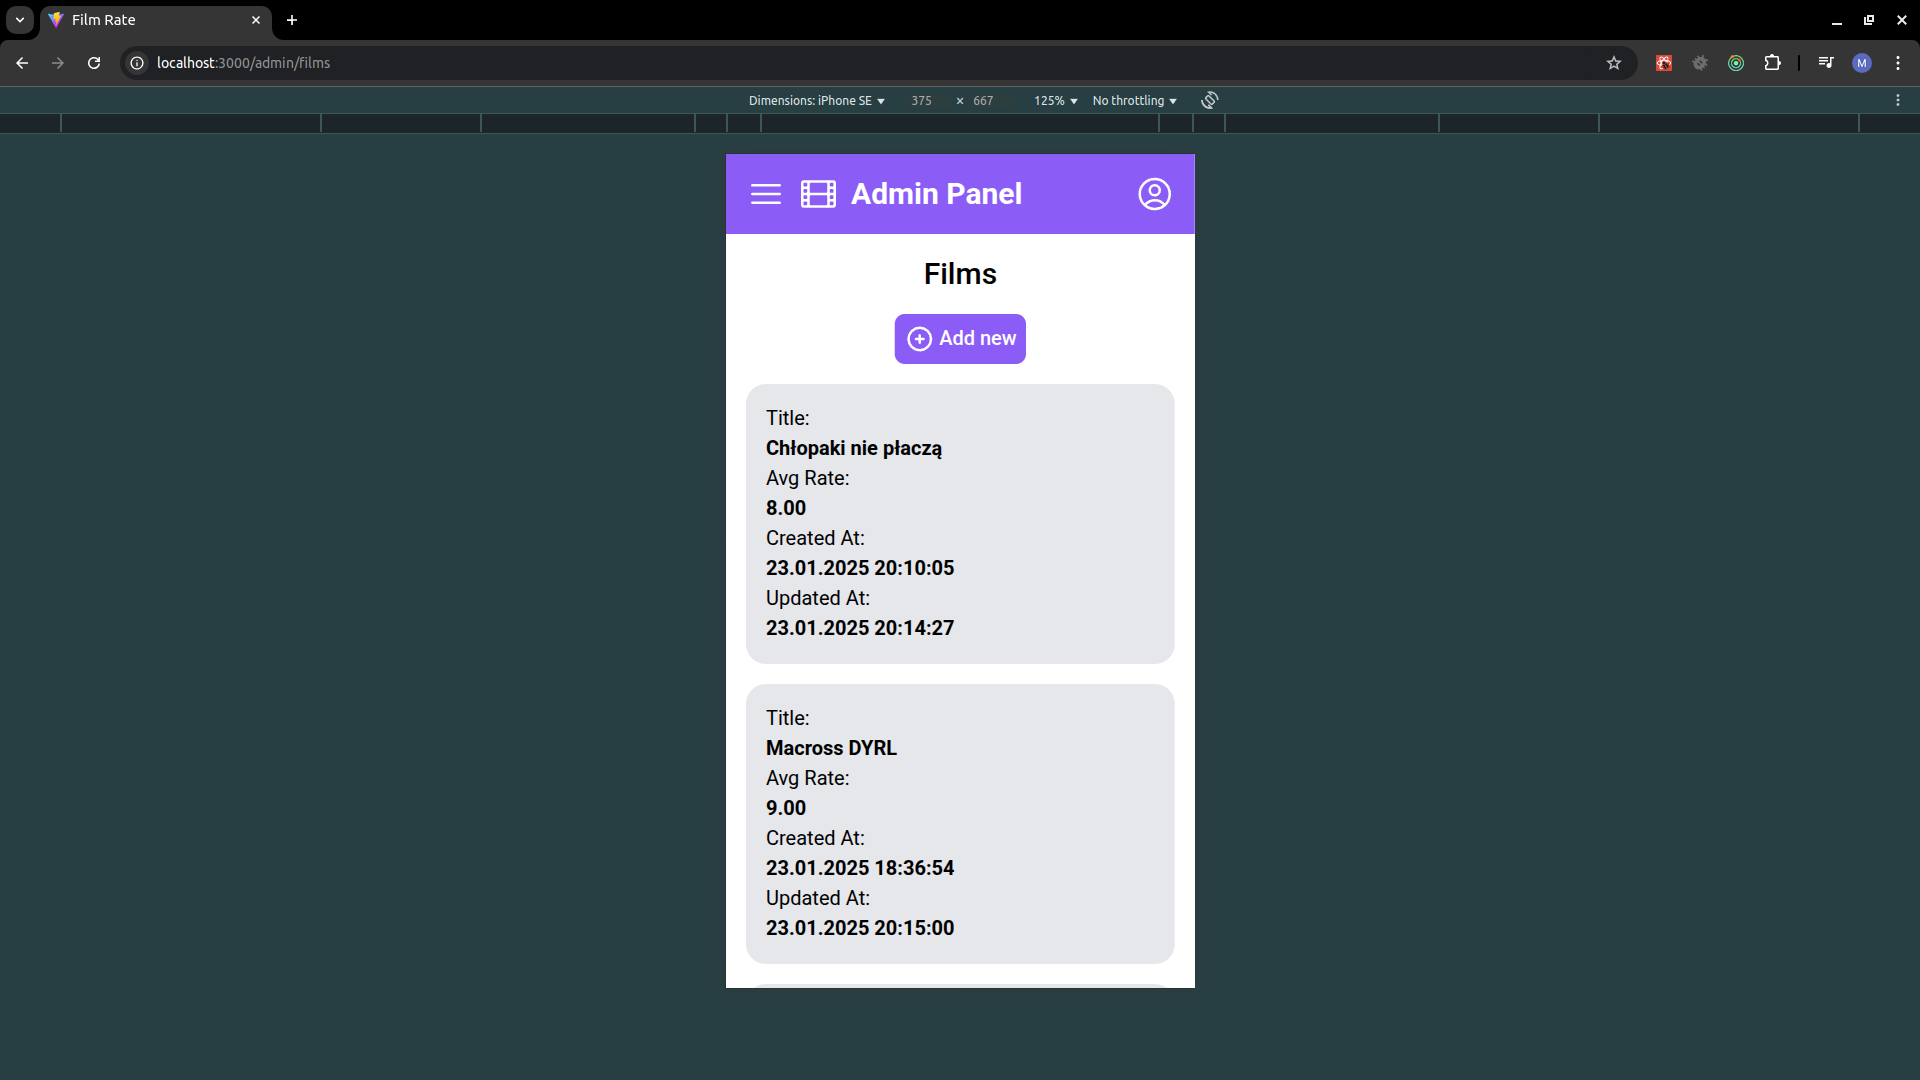 Film Rate
localhost:3000/admin/films
M
Dimensions: iPhone SE 375 × 667 125% No throttling
Admin Panel
Films
Add new
Title:
Chłopaki nie płaczą
Avg Rate:
8.00
Created At:
23.01.2025 20:10:05
Updated At:
23.01.2025 20:14:27
Title:
Macross DYRL
Avg Rate:
9.00
Created At:
23.01.2025 18:36:54
Updated At:
23.01.2025 20:15:00